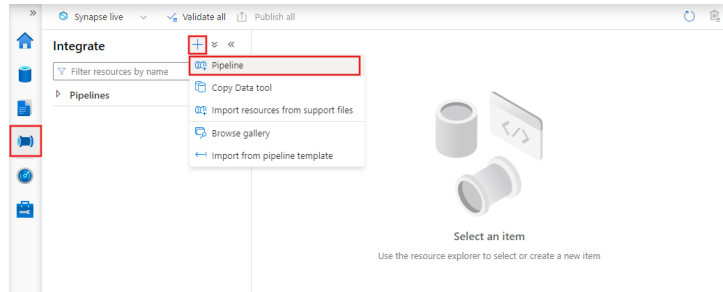 Synapse live Validate all Publish all
Integrate
Filter resources by name
Pipelines
Pipeline
Copy Data tool
Import resources from support files
Browse gallery
Import from pipeline template
Select an item
Use the resource explorer to select or create a new item